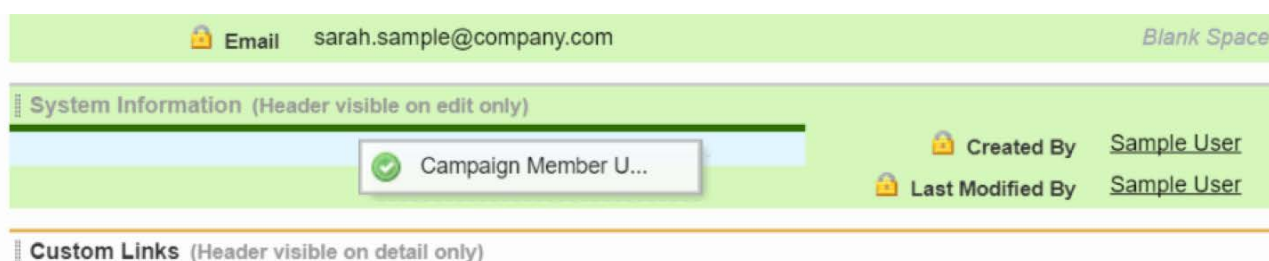 Email sarah.sample@company.com Blank Space
System Information (Header visible on edit only)
Campaign Member U...
Created By Sample User
Last Modified By Sample User
Custom Links (Header visible on detail only)